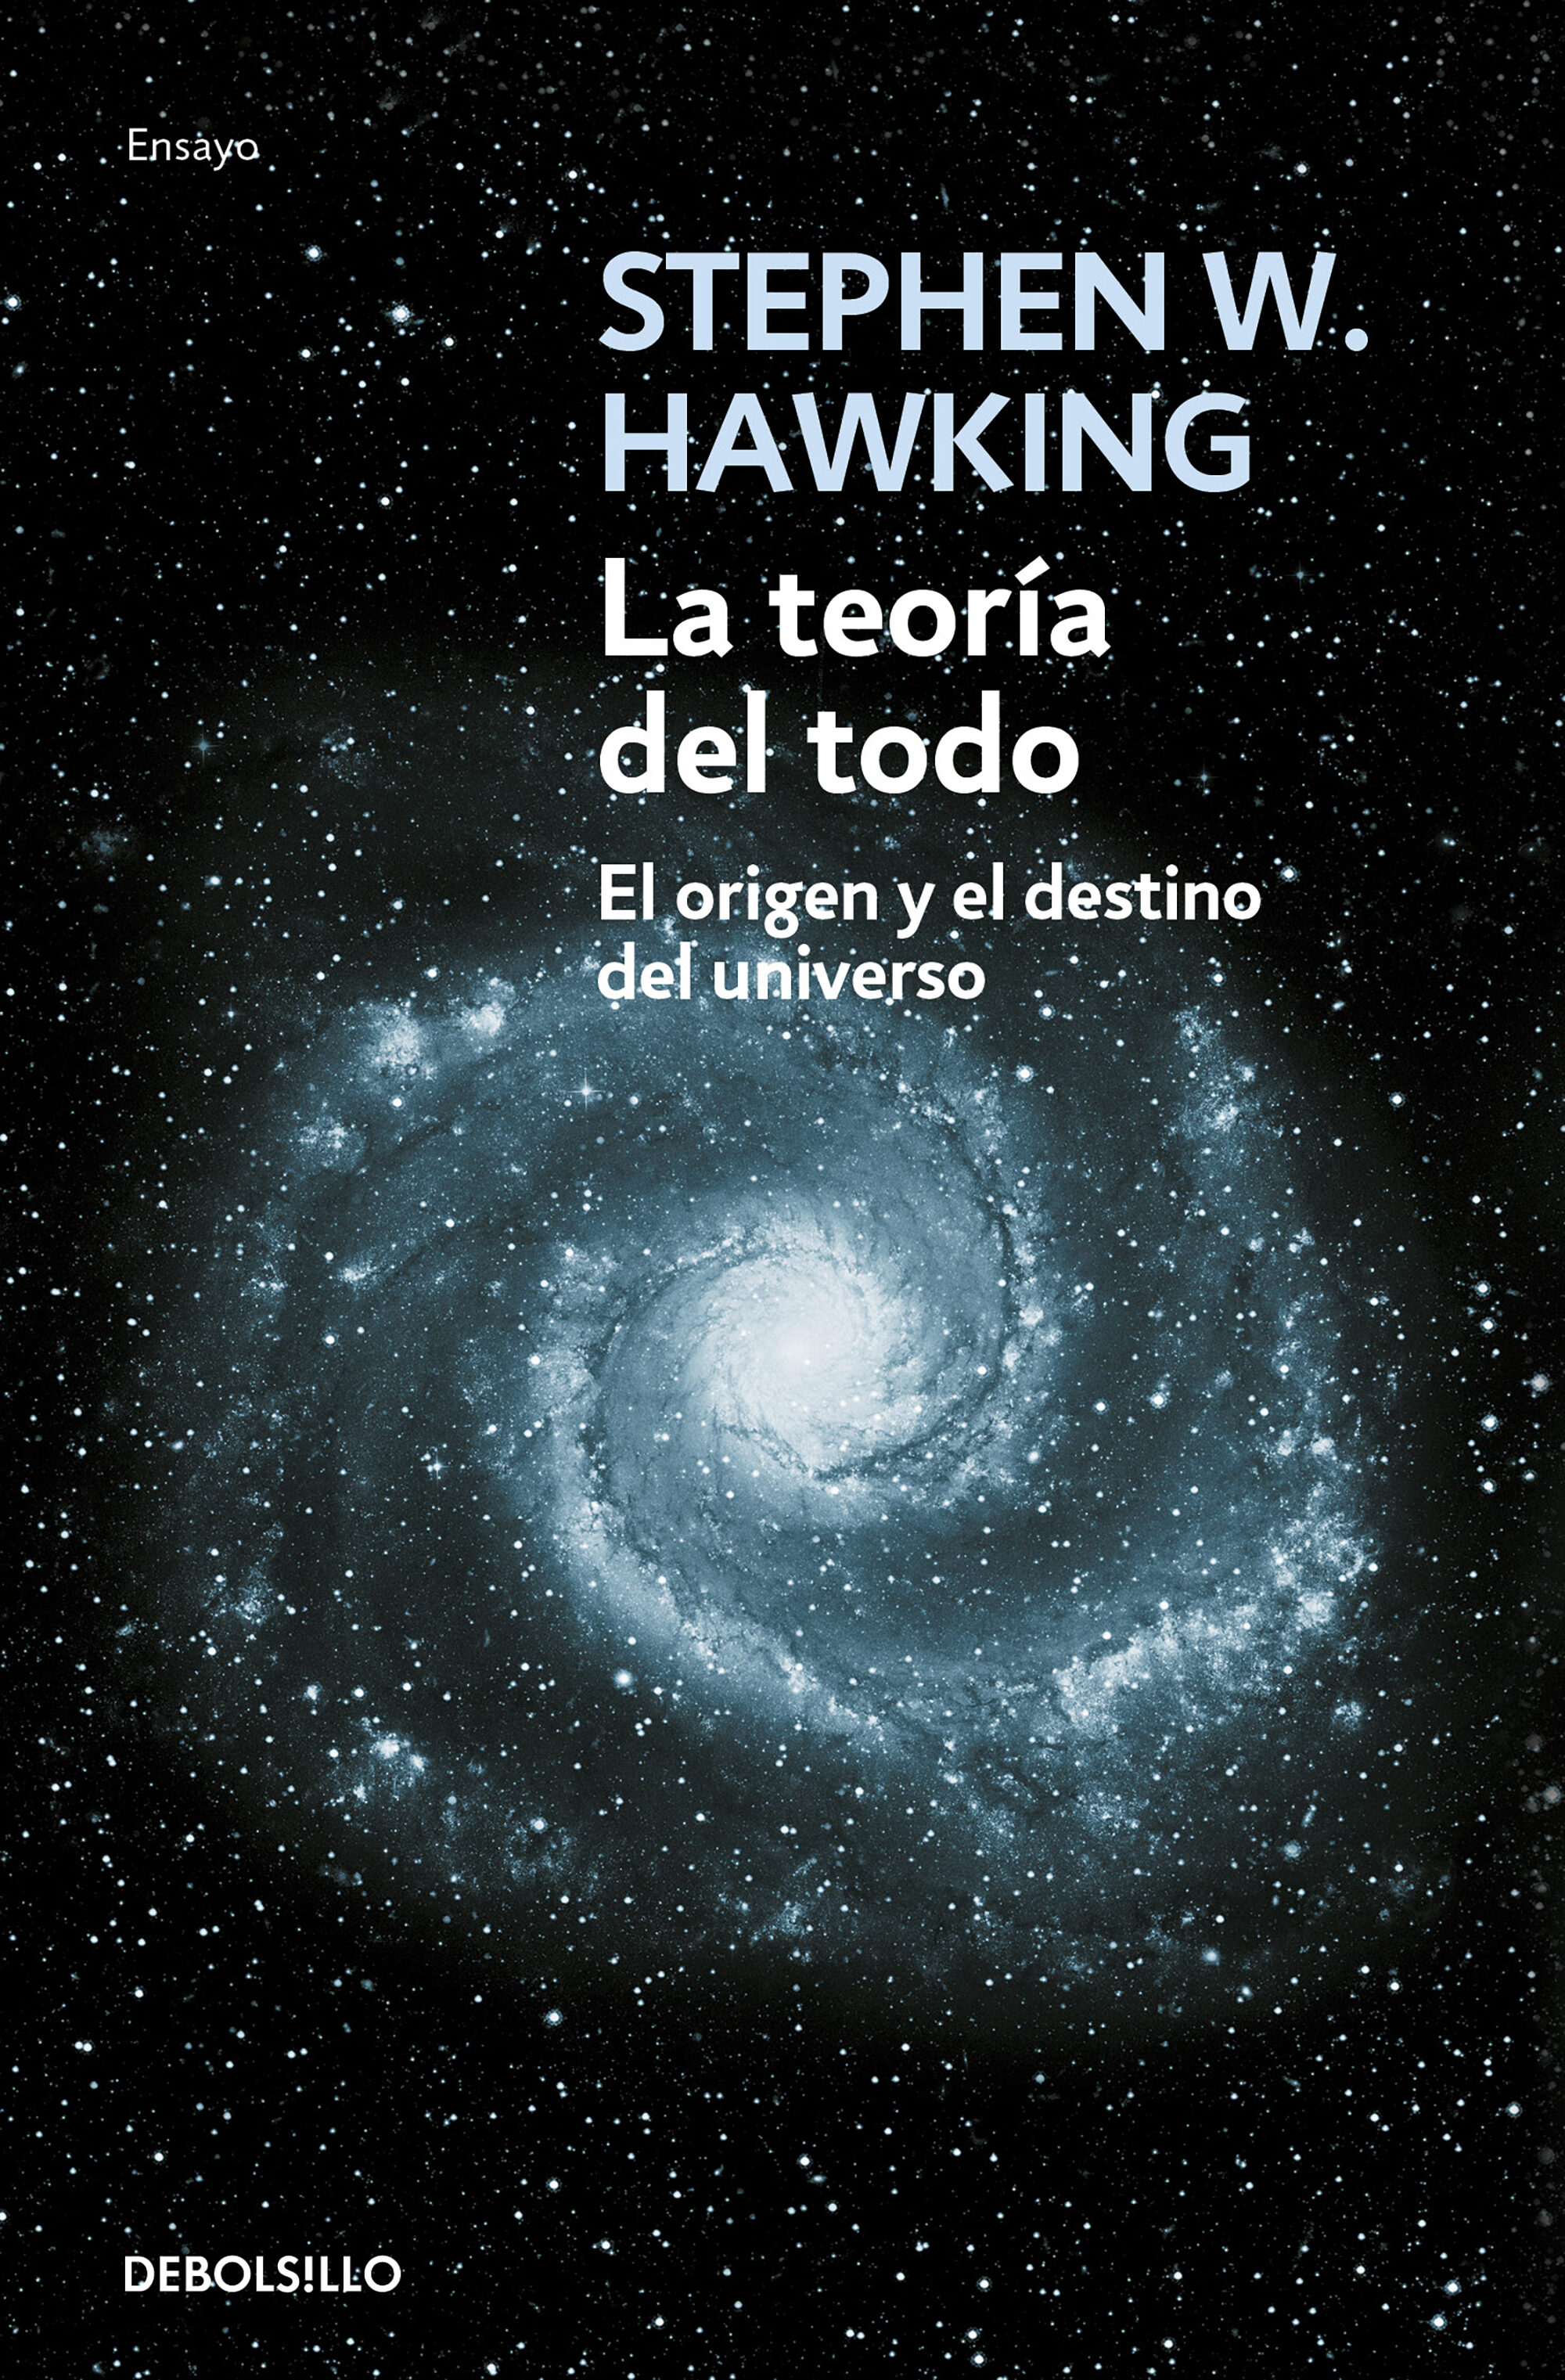 Ensayo
STEPHEN W.
HAWKING
La teoría
del todo
El origen y el destino
del universo
DEBOLS!LLO